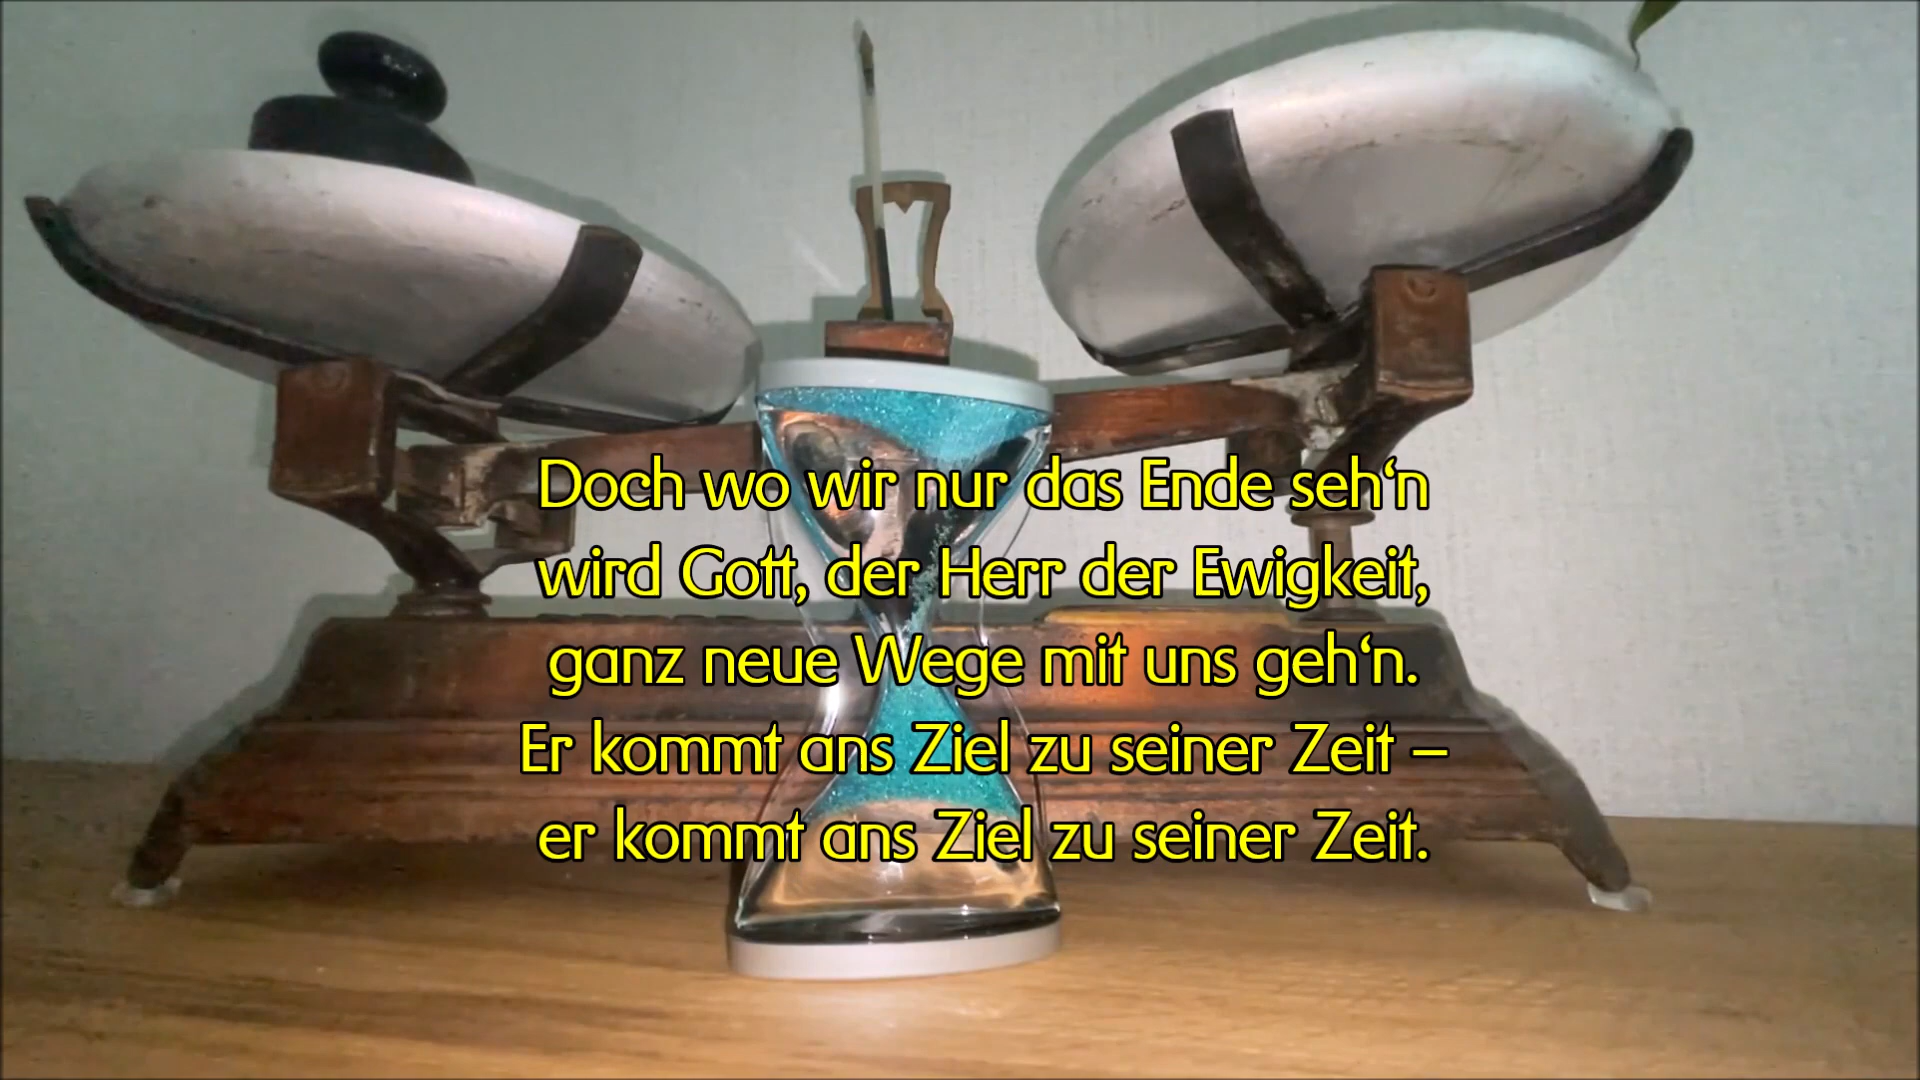 Doch wo wir nur das Ende seh‘n
wird Gott, der Herr der Ewigkeit,
ganz neue Wege mit uns geh‘n.
Er kommt ans Ziel zu seiner Zeit –
er kommt ans Ziel zu seiner Zeit.